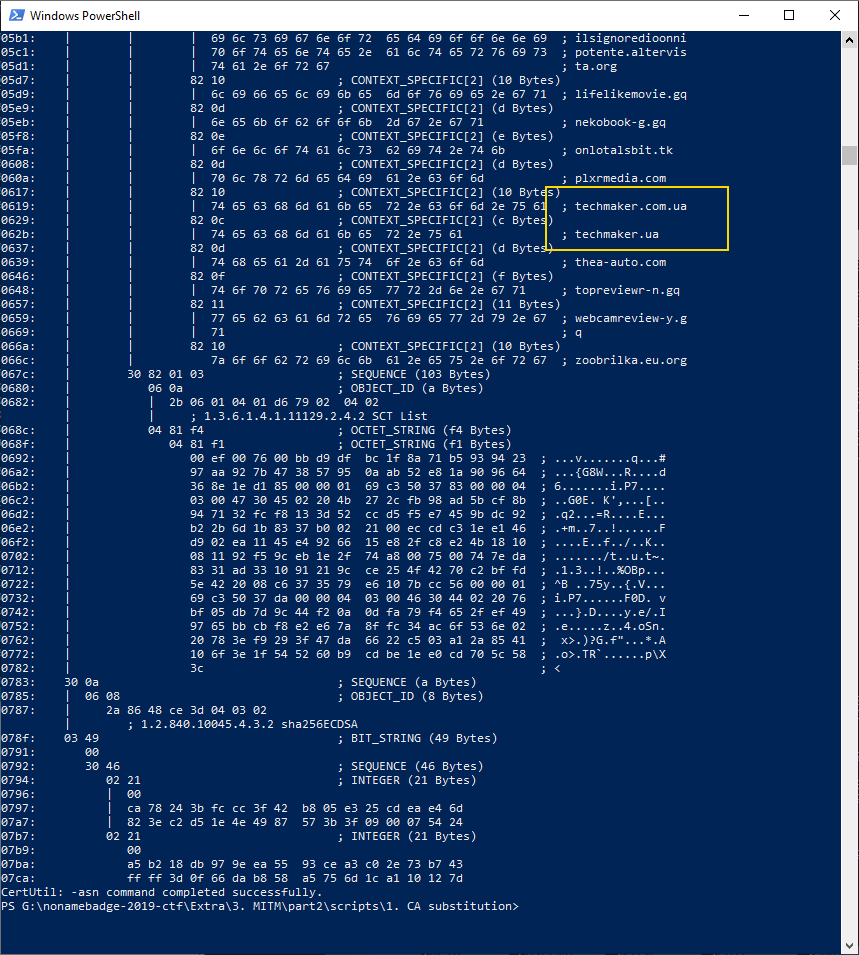 Windows PowerShell
05b1: | | | 69 6c 73 69 67 6e 6f 72 65 64 69 6f 6f 6e 6e 69 ; ilsignoredioonni
05c1: | | | 70 6f 74 65 6e 74 65 2e 61 6c 74 65 72 76 69 73 ; potente.altervis
05d1: | | | 74 61 2e 6f 72 67 ; ta.org
05d7: | | 82 10 ; CONTEXT_SPECIFIC[2] (10 Bytes)
05d9: | | | 6c 69 66 65 6c 69 6b 65 6d 6f 76 69 65 2e 67 71 ; lifelikemovie.gq
05e9: | | 82 0d ; CONTEXT_SPECIFIC[2] (d Bytes)
05eb: | | | 6e 65 6b 6f 62 6f 6f 6b 2d 67 2e 67 71 ; nekobook-g.gq
05f8: | | 82 0e ; CONTEXT_SPECIFIC[2] (e Bytes)
05fa: | | | 6f 6e 6c 6f 74 61 6c 73 62 69 74 2e 74 6b ; onlotalsbit.tk
0608: | | 82 0d ; CONTEXT_SPECIFIC[2] (d Bytes)
060a: | | | 70 6c 78 72 6d 65 64 69 61 2e 63 6f 6d ; plxrmedia.com
0617: | | 82 10 ; CONTEXT_SPECIFIC[2] (10 Bytes)
0619: | | | 74 65 63 68 6d 61 6b 65 72 2e 63 6f 6d 2e 75 61 ; techmaker.com.ua
0629: | | 82 0c ; CONTEXT_SPECIFIC[2] (c Bytes)
062b: | | | 74 65 63 68 6d 61 6b 65 72 2e 75 61 ; techmaker.ua
0637: | | 82 0d ; CONTEXT_SPECIFIC[2] (d Bytes)
0639: | | | 74 68 65 61 2d 61 75 74 6f 2e 63 6f 6d ; thea-auto.com
0646: | | 82 0f ; CONTEXT_SPECIFIC[2] (f Bytes)
0648: | | | 74 6f 70 72 65 76 69 65 77 72 2d 6e 2e 67 71 ; topreviewr-n.gq
0657: | | 82 11 ; CONTEXT_SPECIFIC[2] (11 Bytes)
0659: | | | 77 65 62 63 61 6d 72 65 76 69 65 77 2d 79 2e 67 ; webcamreview-y.g
0669: | | | 71 ; q
066a: | | 82 10 ; CONTEXT_SPECIFIC[2] (10 Bytes)
066c: | | 7a 6f 6f 62 72 69 6c 6b 61 2e 65 75 2e 6f 72 67 ; zoobrilka.eu.org
067c: | 30 82 01 03 ; SEQUENCE (103 Bytes)
0680: | 06 0a ; OBJECT_ID (a Bytes)
0682: | | 2b 06 01 04 01 d6 79 02 04 02
| | ; 1.3.6.1.4.1.11129.2.4.2 SCT List
068c: | 04 81 f4 ; OCTET_STRING (f4 Bytes)
068f: | 04 81 f1 ; OCTET_STRING (f1 Bytes)
0692: | 00 ef 00 76 00 bb d9 df bc 1f 8a 71 b5 93 94 23 ; ...v.......q...#
06a2: | 97 aa 92 7b 47 38 57 95 0a ab 52 e8 1a 90 96 64 ; ...{G8W...R....d
06b2: | 36 8e 1e d1 85 00 00 01 69 c3 50 37 83 00 00 04 ; 6.......i.P7....
06c2: | 03 00 47 30 45 02 20 4b 27 2c fb 98 ad 5b cf 8b ; ..G0E. K',...[..
06d2: | 94 71 32 fc f8 13 3d 52 cc d5 f5 e7 45 9b dc 92 ; .q2...=R....E...
06e2: | b2 2b 6d 1b 83 37 b0 02 21 00 ec cd c3 1e e1 46 ; .+m..7..!......F
06f2: | d9 02 ea 11 45 e4 92 66 15 e8 2f c8 e2 4b 18 10 ; ....E..f../..K..
0702: | 08 11 92 f5 9c eb 1e 2f 74 a8 00 75 00 74 7e da ; ......./t..u.t~.
0712: | 83 31 ad 33 10 91 21 9c ce 25 4f 42 70 c2 bf fd ; .1.3..!..%OBp...
0722: | 5e 42 20 08 c6 37 35 79 e6 10 7b cc 56 00 00 01 ; ^B ..75y..{.V...
0732: | 69 c3 50 37 da 00 00 04 03 00 46 30 44 02 20 76 ; i.P7......F0D. v
0742: | bf 05 db 7d 9c 44 f2 0a 0d fa 79 f4 65 2f ef 49 ; ...}.D....y.e/.I
0752: | 97 65 bb cb f8 e2 e6 7a 8f fc 34 ac 6f 53 6e 02 ; .e.....z..4.oSn.
0762: | 20 78 3e f9 29 3f 47 da 66 22 c5 03 a1 2a 85 41 ; x>.)?G.f"...*.A
0772: | 10 6f 3e 1f 54 52 60 b9 cd be 1e e0 cd 70 5c 58 ; .o>.TR`......p\X
0782: | 3c ; <
0783: 30 0a ; SEQUENCE (a Bytes)
0785: | 06 08 ; OBJECT_ID (8 Bytes)
0787: | 2a 86 48 ce 3d 04 03 02
| ; 1.2.840.10045.4.3.2 sha256ECDSA
078f: 03 49 ; BIT_STRING (49 Bytes)
0791: 00
0792: 30 46 ; SEQUENCE (46 Bytes)
0794: 02 21 ; INTEGER (21 Bytes)
0796: | 00
0797: | ca 78 24 3b fc cc 3f 42 b8 05 e3 25 cd ea e4 6d
07a7: | 82 3e c2 d5 1e 4e 49 87 57 3b 3f 09 00 07 54 24
07b7: 02 21 ; INTEGER (21 Bytes)
07b9: 00
07ba: a5 b2 18 db 97 9e ea 55 93 ce a3 c0 2e 73 b7 43
07ca: ff ff 3d 0f 66 da b8 58 a5 75 6d 1c a1 10 12 7d
CertUtil: -asn command completed successfully.
PS G:\nonamebadge-2019-ctf\Extra\3. MITM\part2\scripts\1. CA substitution>